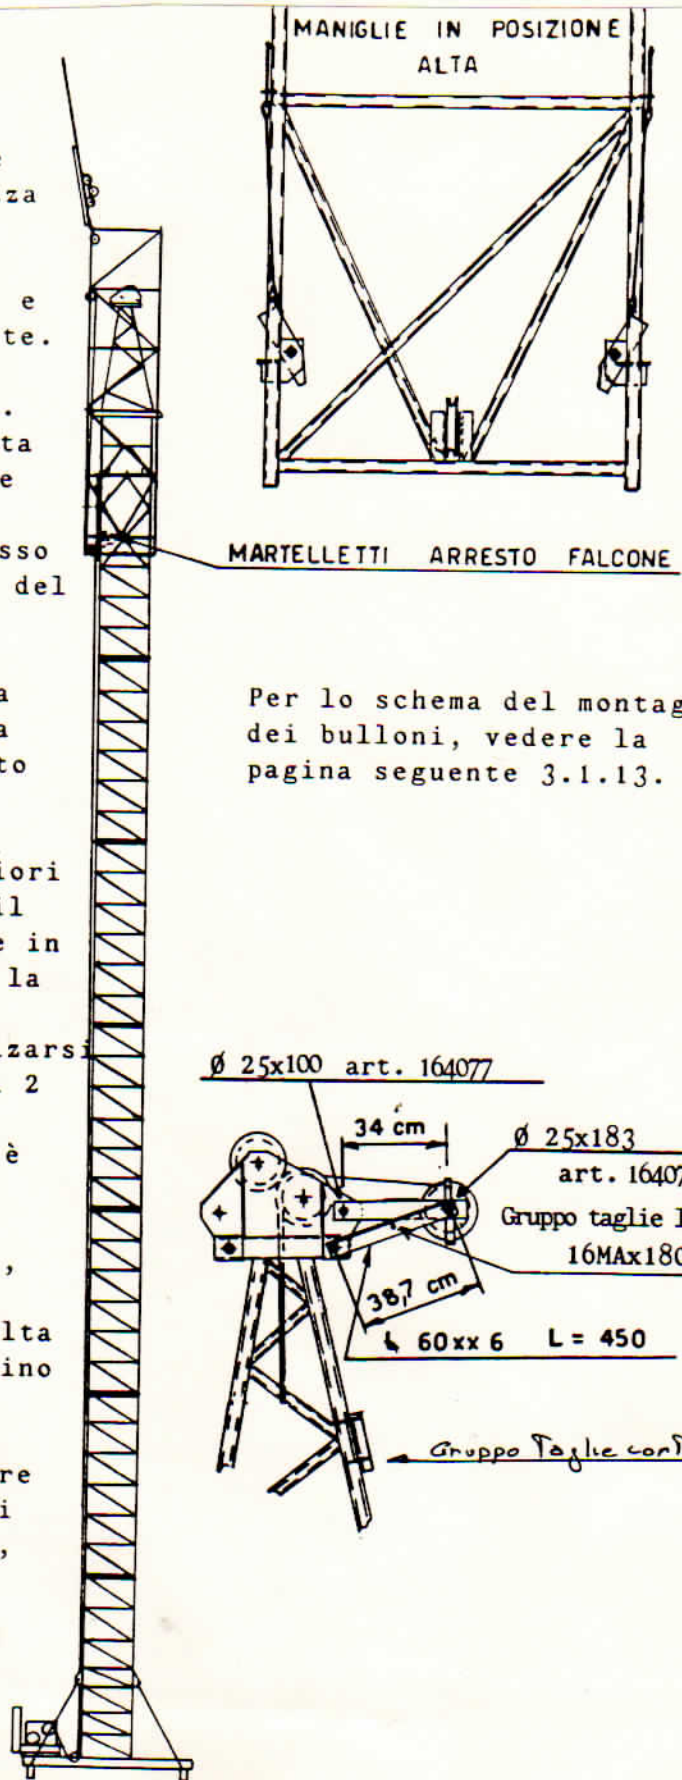 MANIGLIE IN POSIZIONE
ALTA
e
za
e
te.
.
ta
e
sso
del
MARTELLETTI ARRESTO FALCONE
a
a
to
Per lo schema del montag
dei bulloni, vedere la
pagina seguente 3.1.13.
iori
il
e in
la
zarsi
2
è
,
lta
ino
re
i
,
Ø 25x100 art. 164077
34 cm
Ø 25x183
art. 16407
Gruppo taglie
16MAx180
38,7 cm
60xx6 L = 450
Gruppo Taglie